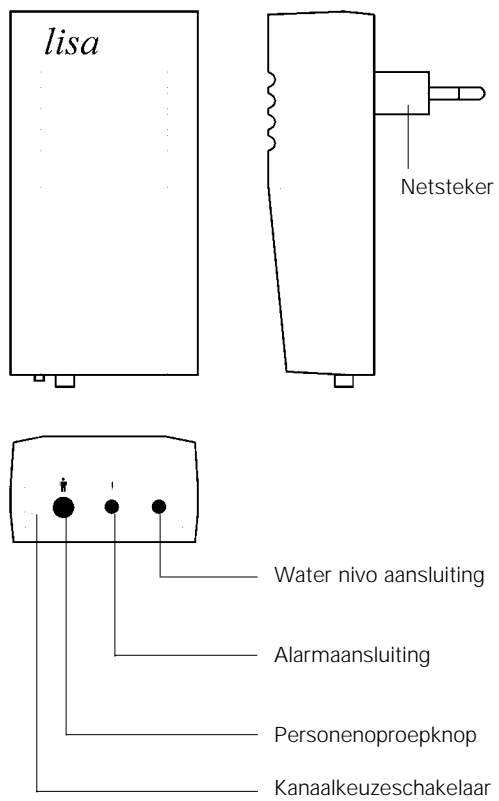 lisa
Netsteker
Water nivo aansluiting
Alarmaansluiting
Personenoproepknop
Kanaalkeuzeschakelaar